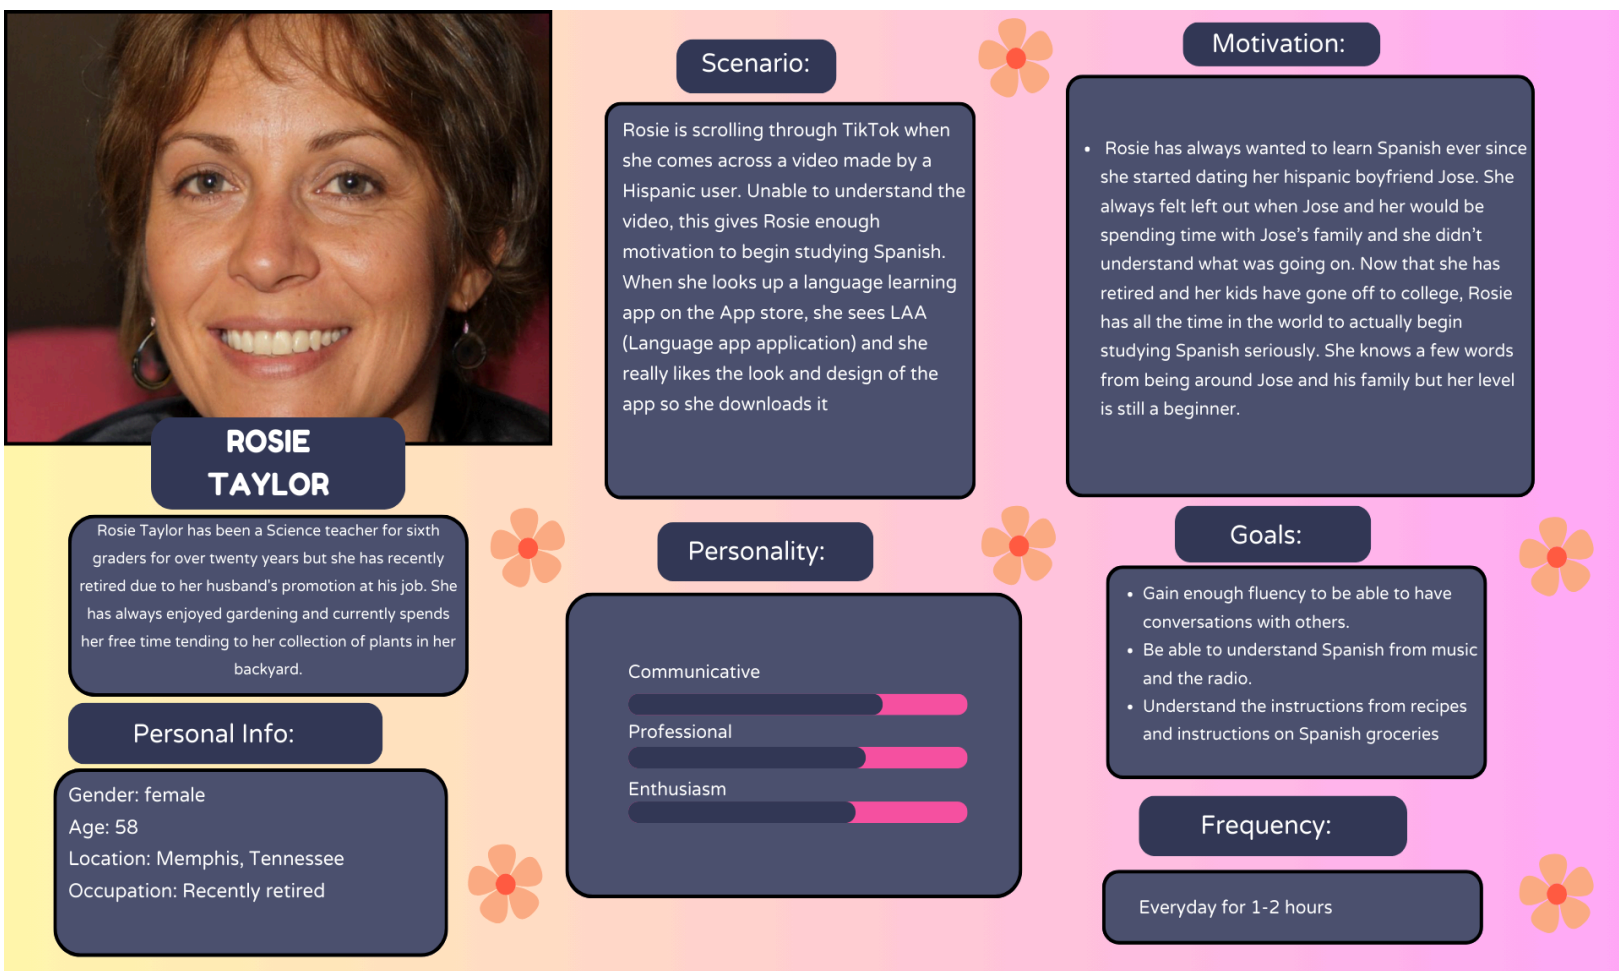 ROSIE
TAYLOR
Rosie Taylor has been a Science teacher for sixth
graders for over twenty years but she has recently
retired due to her husband's promotion at his job. She
has always enjoyed gardening and currently spends
her free time tending to her collection of plants in her
backyard.
Personal Info:
Gender: female
Age: 58
Location: Memphis, Tennessee
Occupation: Recently retired
Scenario:
Rosie is scrolling through TikTok when
she comes across a video made by a
Hispanic user. Unable to understand the
video, this gives Rosie enough
motivation to begin studying Spanish.
When she looks up a language learning
app on the App store, she sees LAA
(Language app application) and she
really likes the look and design of the
app so she downloads it
Personality:
Communicative
Professional
Enthusiasm
Motivation:
• Rosie has always wanted to learn Spanish ever since
she started dating her hispanic boyfriend Jose. She
always felt left out when Jose and her would be
spending time with Jose's family and she didn't
understand what was going on. Now that she has
retired and her kids have gone off to college, Rosie
has all the time in the world to actually begin
studying Spanish seriously. She knows a few words
from being around Jose and his family but her level
is still a beginner.
Goals:
• Gain enough fluency to be able to have
conversations with others.
• Be able to understand Spanish from music
and the radio.
• Understand the instructions from recipes
and instructions on Spanish groceries
Frequency:
Everyday for 1-2 hours